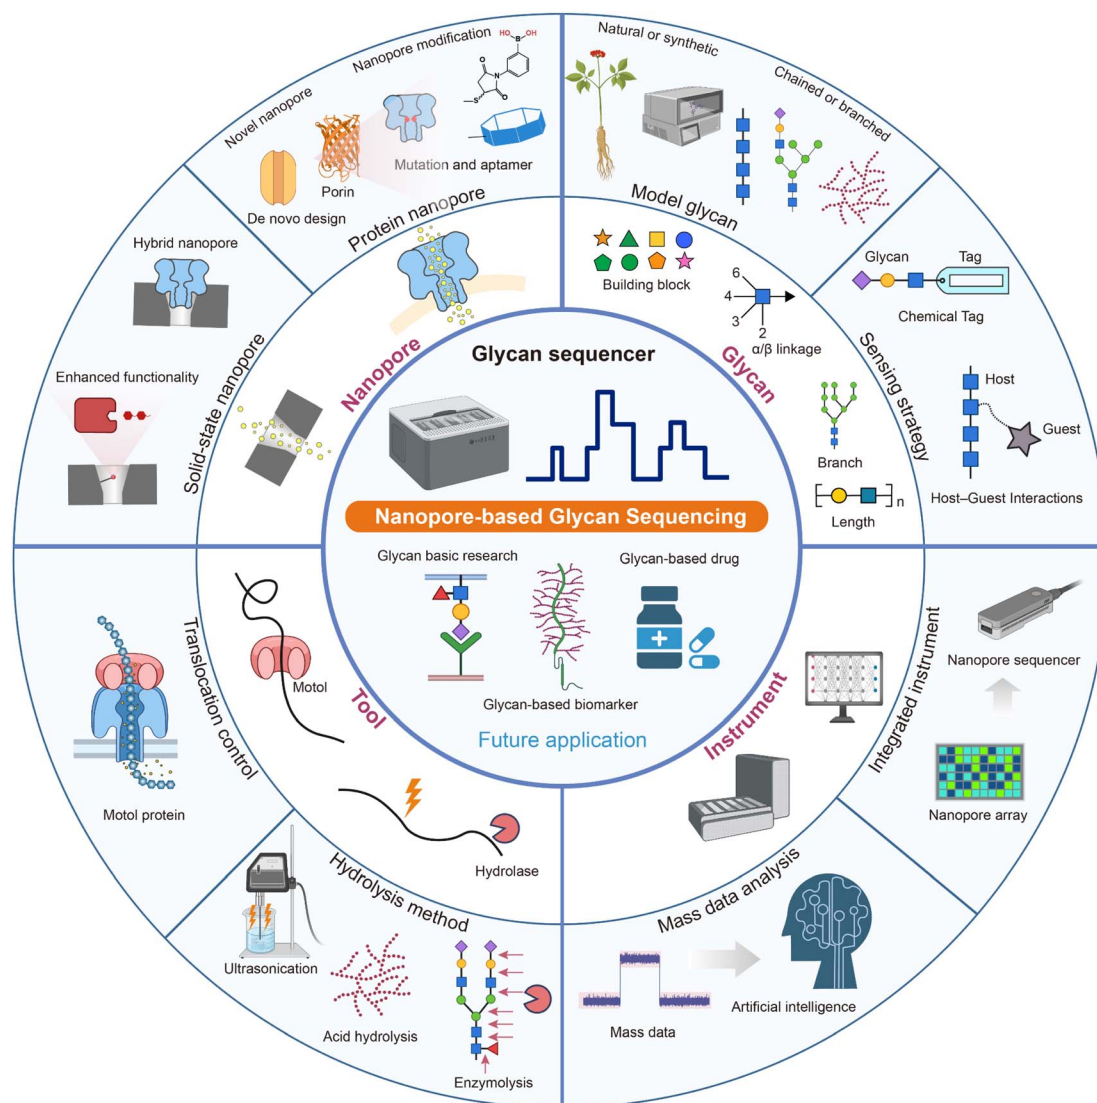 Nanopore modification
HO
B
OH
O
N
O
S
Novel nanopore
Porin
De novo design
Mutation and aptamer
Protein nanopore
Natural or synthetic
Chained or branched
Model glycan
Building block
6
4
3
2
α/β linkage
Glycan
Glycan
Tag
Chemical Tag
Host
Guest
Host–Guest Interactions
Sensing strategy
Branch
n
Length
Hybrid nanopore
Enhanced functionality
Solid-state nanopore
Nanopore
Glycan sequencer
Nanopore-based Glycan Sequencing
Glycan basic research
Glycan-based drug
Glycan-based biomarker
Future application
Tool
Motol
Translocation control
Motol protein
Hydrolase
Hydrolysis method
Ultrasonication
Acid hydrolysis
Enzymolysis
Instrument
Integrated instrument
Nanopore sequencer
Nanopore array
Mass data analysis
Mass data
Artificial intelligence